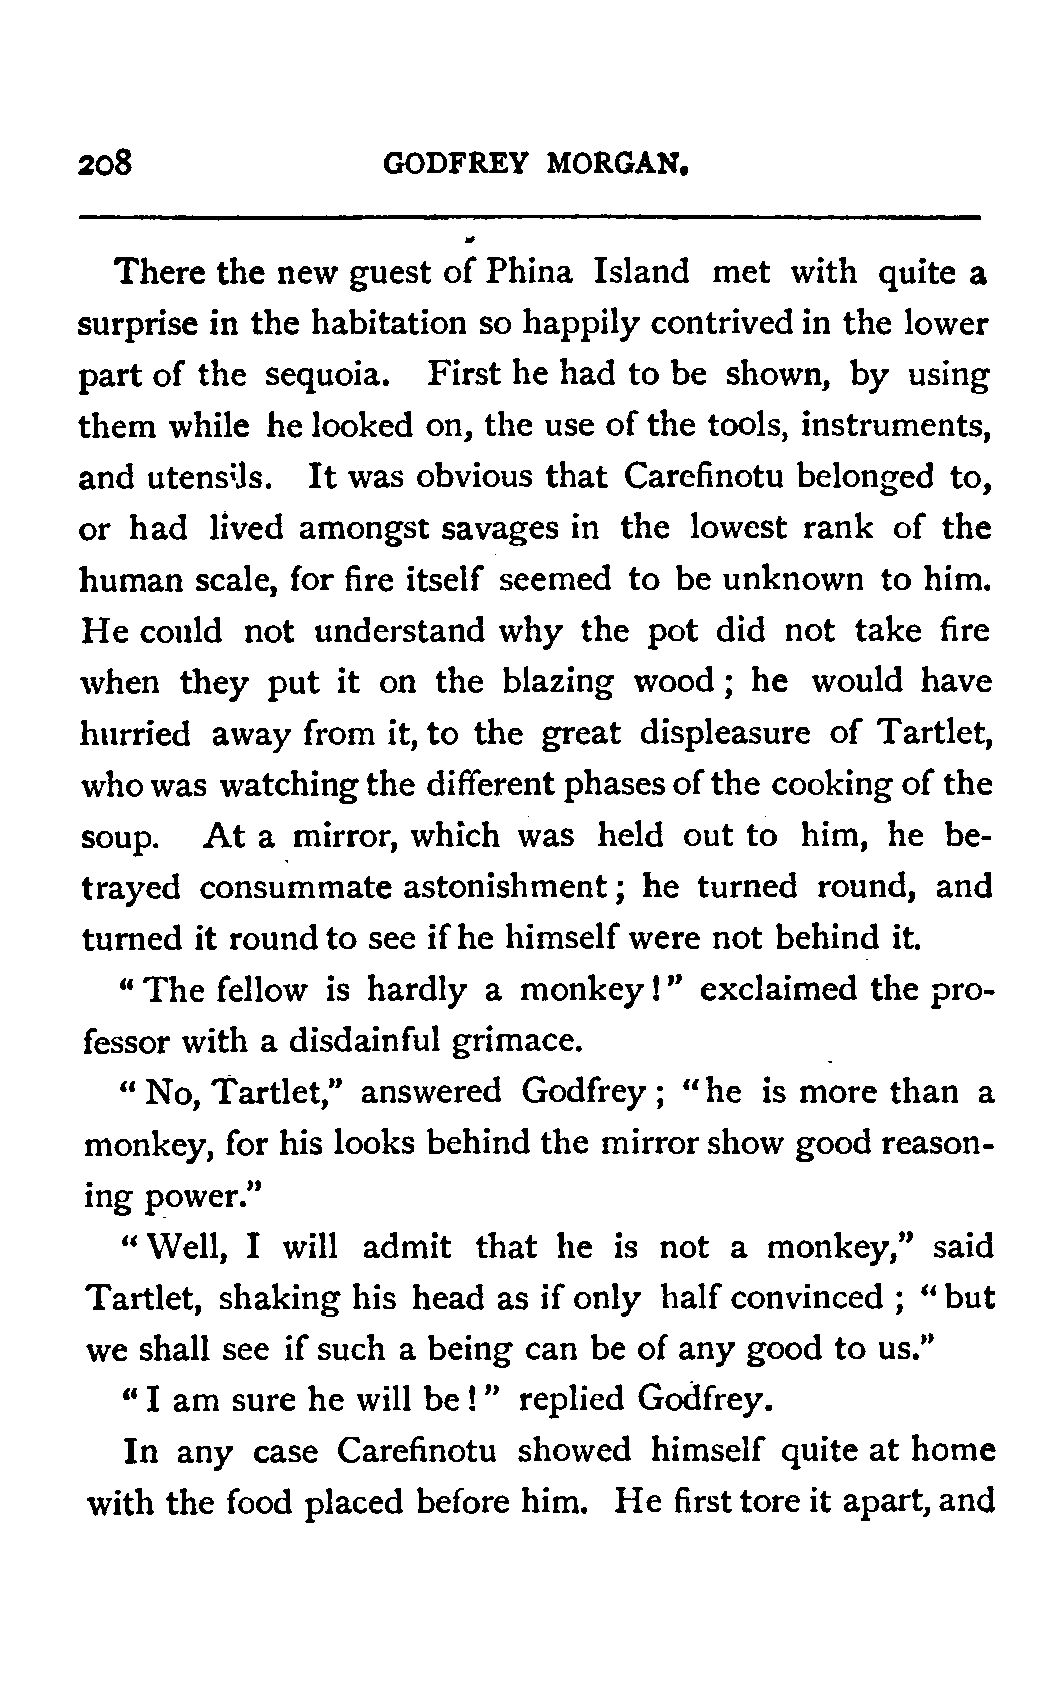 208 GODFREY MORGAN.
There the new guest of Phina Island met with quite a
surprise in the habitation so happily contrived in the lower
part of the sequoia. First he had to be shown, by using
them while he looked on, the use of the tools, instruments,
and utensils. It was obvious that Carefinotu belonged to,
or had lived amongst savages in the lowest rank of the
human scale, for fire itself seemed to be unknown to him.
He could not understand why the pot did not take fire
when they put it on the blazing wood ; he would have
hurried away from it, to the great displeasure of Tartlet,
who was watching the different phases of the cooking of the
soup. At a mirror, which was held out to him, he be-
trayed consummate astonishment ; he turned round, and
turned it round to see if he himself were not behind it.
" The fellow is hardly a monkey ! " exclaimed the pro-
fessor with a disdainful grimace.
" No, Tartlet," answered Godfrey ; " he is more than a
monkey, for his looks behind the mirror show good reason-
ing power."
" Well, I will admit that he is not a monkey," said
Tartlet, shaking his head as if only half convinced ; " but
we shall see if such a being can be of any good to us."
" I am sure he will be ! " replied Godfrey.
In any case Carefinotu showed himself quite at home
with the food placed before him. He first tore it apart, and